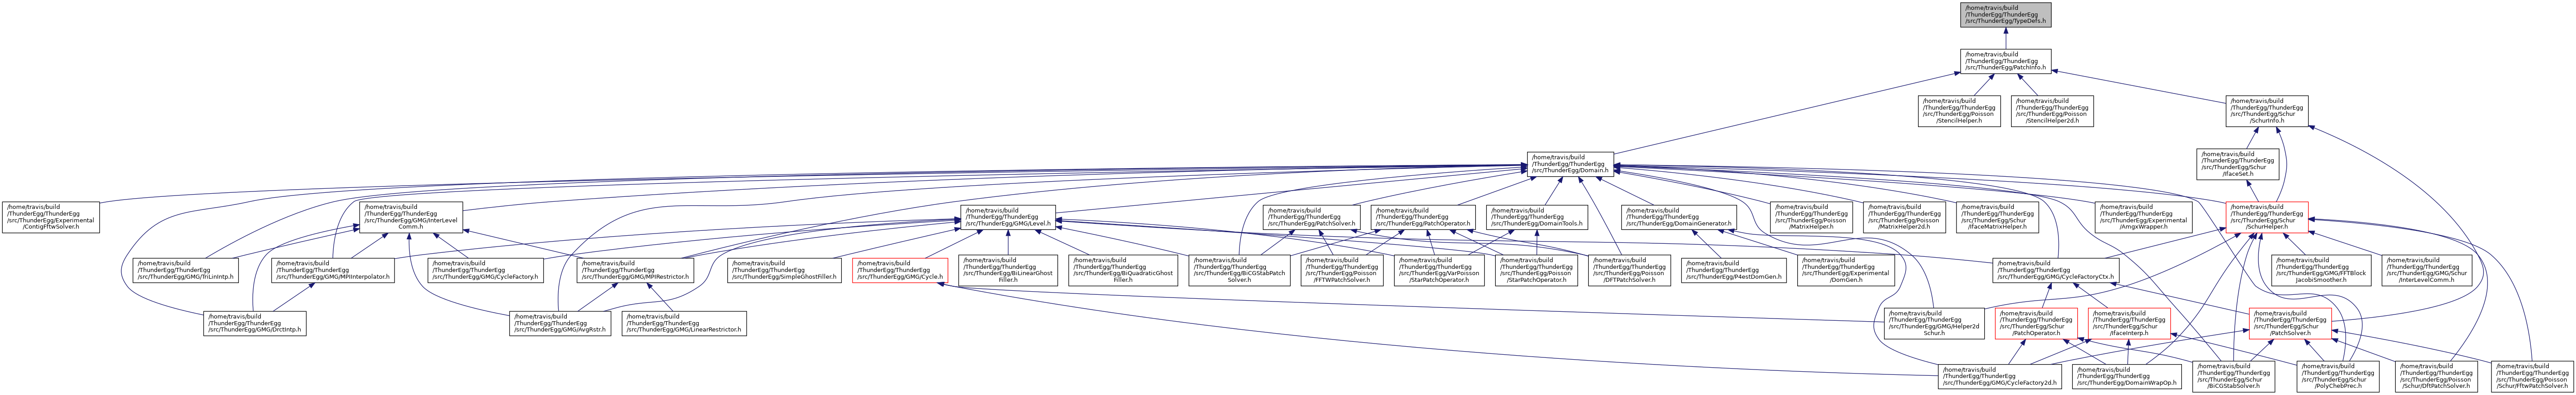 /home/travis/build
/ThunderEgg/ThunderEgg
/src/ThunderEgg/TypeDefs.h
/home/travis/build
/ThunderEgg/ThunderEgg
/src/ThunderEgg/PatchInfo.h
/home/travis/build
/ThunderEgg/ThunderEgg
/src/ThunderEgg/Poisson
/StencilHelper.h
/home/travis/build
/ThunderEgg/ThunderEgg
/src/ThunderEgg/Poisson
/StencilHelper2d.h
/home/travis/build
/ThunderEgg/ThunderEgg
/src/ThunderEgg/Schur
/SchurInfo.h
/home/travis/build
/ThunderEgg/ThunderEgg
/src/ThunderEgg/Domain.h
/home/travis/build
/ThunderEgg/ThunderEgg
/src/ThunderEgg/Schur
/IfaceSet.h
/home/travis/build
/ThunderEgg/ThunderEgg
/src/ThunderEgg/Experimental
/ContigFftwSolver.h
/home/travis/build
/ThunderEgg/ThunderEgg
/src/ThunderEgg/GMG/InterLevel
Comm.h
/home/travis/build
/ThunderEgg/ThunderEgg
/src/ThunderEgg/GMG/Level.h
/home/travis/build
/ThunderEgg/ThunderEgg
/src/ThunderEgg/PatchSolver.h
/home/travis/build
/ThunderEgg/ThunderEgg
/src/ThunderEgg/PatchOperator.h
/home/travis/build
/ThunderEgg/ThunderEgg
/src/ThunderEgg/DomainTools.h
/home/travis/build
/ThunderEgg/ThunderEgg
/src/ThunderEgg/DomainGenerator.h
/home/travis/build
/ThunderEgg/ThunderEgg
/src/ThunderEgg/Poisson
/MatrixHelper.h
/home/travis/build
/ThunderEgg/ThunderEgg
/src/ThunderEgg/Poisson
/MatrixHelper2d.h
/home/travis/build
/ThunderEgg/ThunderEgg
/src/ThunderEgg/Schur
/IfaceMatrixHelper.h
/home/travis/build
/ThunderEgg/ThunderEgg
/src/ThunderEgg/Experimental
/AmgxWrapper.h
/home/travis/build
/ThunderEgg/ThunderEgg
/src/ThunderEgg/Schur
/SchurHelper.h
/home/travis/build
/ThunderEgg/ThunderEgg
/src/ThunderEgg/GMG/TriLinIntp.h
/home/travis/build
/ThunderEgg/ThunderEgg
/src/ThunderEgg/GMG/MPIInterpolator.h
/home/travis/build
/ThunderEgg/ThunderEgg
/src/ThunderEgg/GMG/CycleFactory.h
/home/travis/build
/ThunderEgg/ThunderEgg
/src/ThunderEgg/GMG/MPIRestrictor.h
/home/travis/build
/ThunderEgg/ThunderEgg
/src/ThunderEgg/SimpleGhostFiller.h
/home/travis/build
/ThunderEgg/ThunderEgg
/src/ThunderEgg/GMG/Cycle.h
/home/travis/build
/ThunderEgg/ThunderEgg
/src/ThunderEgg/BiLinearGhost
Filler.h
/home/travis/build
/ThunderEgg/ThunderEgg
/src/ThunderEgg/BiQuadraticGhost
Filler.h
/home/travis/build
/ThunderEgg/ThunderEgg
/src/ThunderEgg/BiCGStabPatch
Solver.h
/home/travis/build
/ThunderEgg/ThunderEgg
/src/ThunderEgg/Poisson
/FFTWPatchSolver.h
/home/travis/build
/ThunderEgg/ThunderEgg
/src/ThunderEgg/VarPoisson
/StarPatchOperator.h
/home/travis/build
/ThunderEgg/ThunderEgg
/src/ThunderEgg/Poisson
/StarPatchOperator.h
/home/travis/build
/ThunderEgg/ThunderEgg
/src/ThunderEgg/Poisson
/DFTPatchSolver.h
/home/travis/build
/ThunderEgg/ThunderEgg
/src/ThunderEgg/P4estDomGen.h
/home/travis/build
/ThunderEgg/ThunderEgg
/src/ThunderEgg/Experimental
/DomGen.h
/home/travis/build
/ThunderEgg/ThunderEgg
/src/ThunderEgg/GMG/CycleFactoryCtx.h
/home/travis/build
/ThunderEgg/ThunderEgg
/src/ThunderEgg/GMG/FFTBlock
JacobiSmoother.h
/home/travis/build
/ThunderEgg/ThunderEgg
/src/ThunderEgg/GMG/Schur
/InterLevelComm.h
/home/travis/build
/ThunderEgg/ThunderEgg
/src/ThunderEgg/GMG/DrctIntp.h
/home/travis/build
/ThunderEgg/ThunderEgg
/src/ThunderEgg/GMG/AvgRstr.h
/home/travis/build
/ThunderEgg/ThunderEgg
/src/ThunderEgg/GMG/LinearRestrictor.h
/home/travis/build
/ThunderEgg/ThunderEgg
/src/ThunderEgg/GMG/Helper2d
Schur.h
/home/travis/build
/ThunderEgg/ThunderEgg
/src/ThunderEgg/Schur
/PatchOperator.h
/home/travis/build
/ThunderEgg/ThunderEgg
/src/ThunderEgg/Schur
/IfaceInterp.h
/home/travis/build
/ThunderEgg/ThunderEgg
/src/ThunderEgg/Schur
/PatchSolver.h
/home/travis/build
/ThunderEgg/ThunderEgg
/src/ThunderEgg/GMG/CycleFactory2d.h
/home/travis/build
/ThunderEgg/ThunderEgg
/src/ThunderEgg/DomainWrapOp.h
/home/travis/build
/ThunderEgg/ThunderEgg
/src/ThunderEgg/Schur
/BiCGStabSolver.h
/home/travis/build
/ThunderEgg/ThunderEgg
/src/ThunderEgg/Schur
/PolyChebPrec.h
/home/travis/build
/ThunderEgg/ThunderEgg
/src/ThunderEgg/Poisson
/Schur/DftPatchSolver.h
/home/travis/build
/ThunderEgg/ThunderEgg
/src/ThunderEgg/Poisson
/Schur/FftwPatchSolver.h